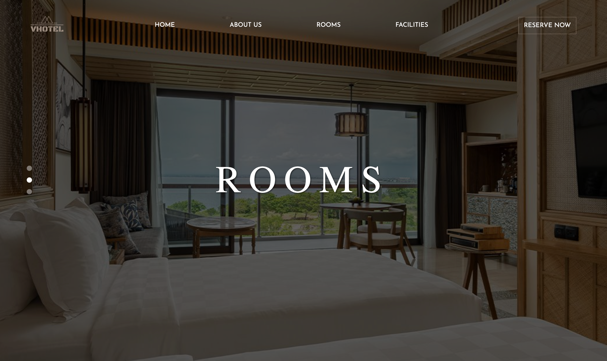 VHOTEL
HOME
ABOUT US
ROOMS
FACILITIES
RESERVE NOW
ROOMS